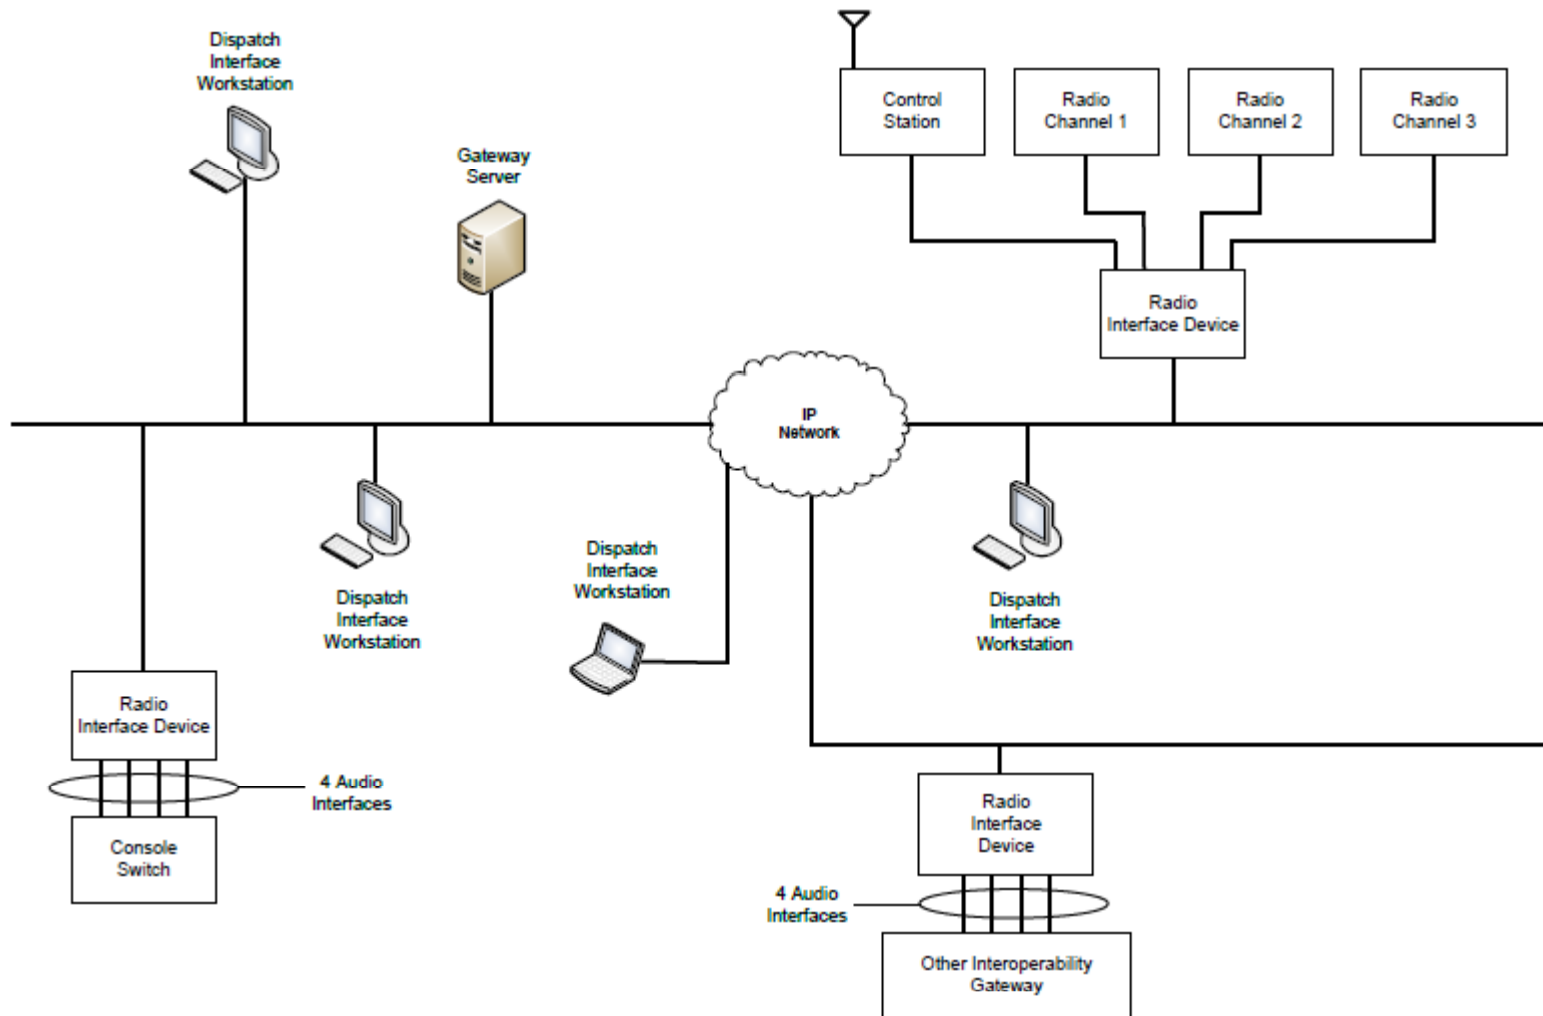 Dispatch
Interface
Workstation
Gateway
Server
Control
Station
Radio
Channel 1
Radio
Channel 2
Radio
Channel 3
Radio
Interface Device
IP
Network
Dispatch
Interface
Workstation
Dispatch
Interface
Workstation
Dispatch
Interface
Workstation
Radio
Interface Device
4 Audio
Interfaces
Console
Switch
Radio
Interface
Device
4 Audio
Interfaces
Other Interoperability
Gateway